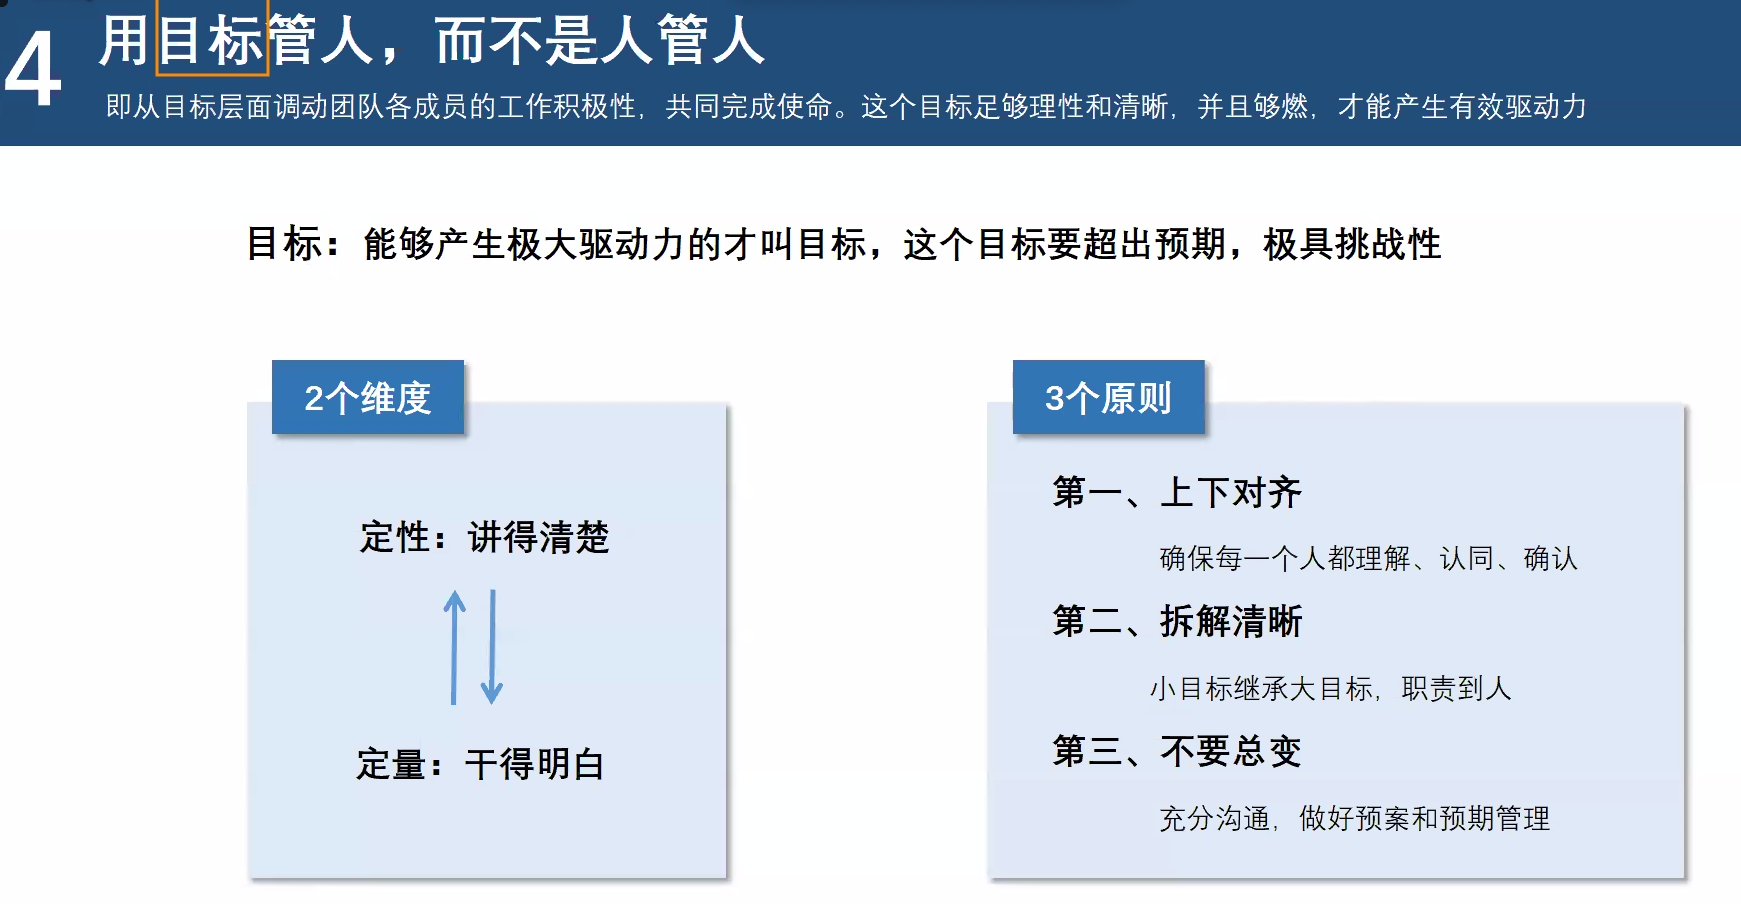 4
用目标管人，而不是人管人
即从目标层面调动团队各成员的工作积极性，共同完成使命。这个目标足够理性和清晰，并且够燃，才能产生有效驱动力
目标：能够产生极大驱动力的才叫目标，这个目标要超出预期，极具挑战性
2个维度
定性：讲得清楚
定量：干得明白
3个原则
第一、上下对齐
确保每一个人都理解、认同、确认
第二、拆解清晰
小目标继承大目标，职责到人
第三、不要总变
充分沟通，做好预案和预期管理